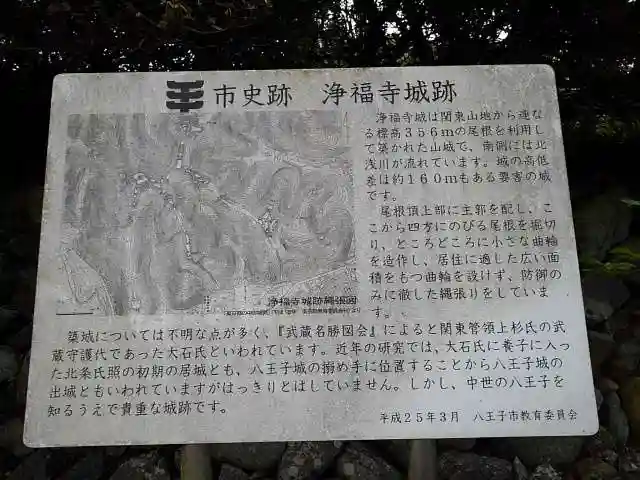 市史跡　浄福寺城跡
浄福寺城は関東山地から連な
る標高356mの尾根を利用し
て築かれた山城で、南側には北
浅川が流れています。城の高低
差は約160mもある要害の城
です。
尾根頂上部に主郭を配し、こ
こから四方にのびる尾根を掘切
り、ところどころに小さな曲輪
を造作し、居住に適した広い面
積をもつ曲輪を設けず、防御の
みに徹した縄張りをしていま
す。
浄福寺城跡縄張図
築城については不明な点が多く、『武蔵名勝図会』によると関東管領上杉氏の武
蔵守護代であった大石氏といわれています。近年の研究では、大石氏に養子に入っ
た北条氏照の初期の居城とも、八王子城の搦め手に位置することから八王子城の
出城ともいわれていますがはっきりとはしていません。しかし、中世の八王子を
知るうえで貴重な城跡です。
平成25年3月　八王子市教育委員会